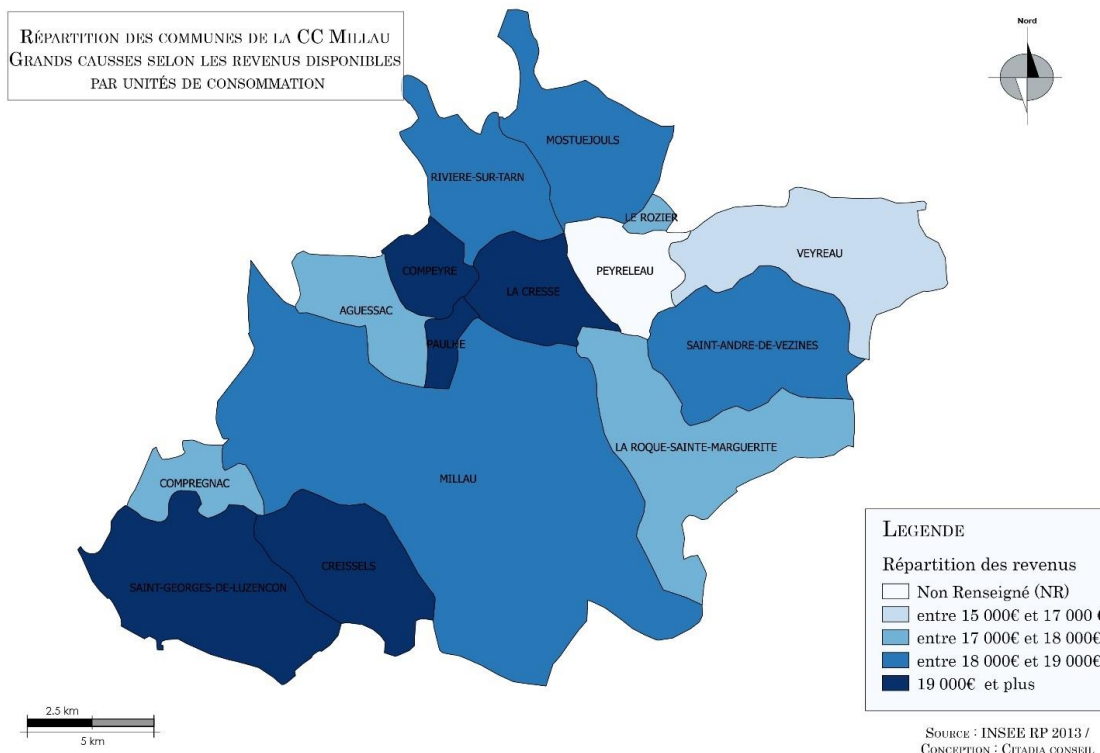 RÉPARTITION DES COMMUNES DE LA CC MILLAU
GRANDS CAUSSES SELON LES REVENUS DISPONIBLES
PAR UNITÉS DE CONSOMMATION
Nord
MOSTUEJOULS
RIVIERE-SUR-TARN
LE ROZIER
VEYREAU
COMPEYRE
PEYRELEAU
LA CRESSE
AGUESSAC
PAULHE
SAINT-ANDRE-DE-VEZINES
LA ROQUE-SAINTE-MARGUERITE
MILLAU
COMPREGNAC
CREISSELS
SAINT-GEORGES-DE-LUZENCON
LEGENDE
Répartition des revenus
Non Renseigné (NR)
entre 15 000€ et 17 000 €
entre 17 000€ et 18 000€
entre 18 000€ et 19 000€
19 000€ et plus
2.5 km
5 km
SOURCE : INSEE RP 2013 /
CONCEPTION : CITADIA CONSEIL